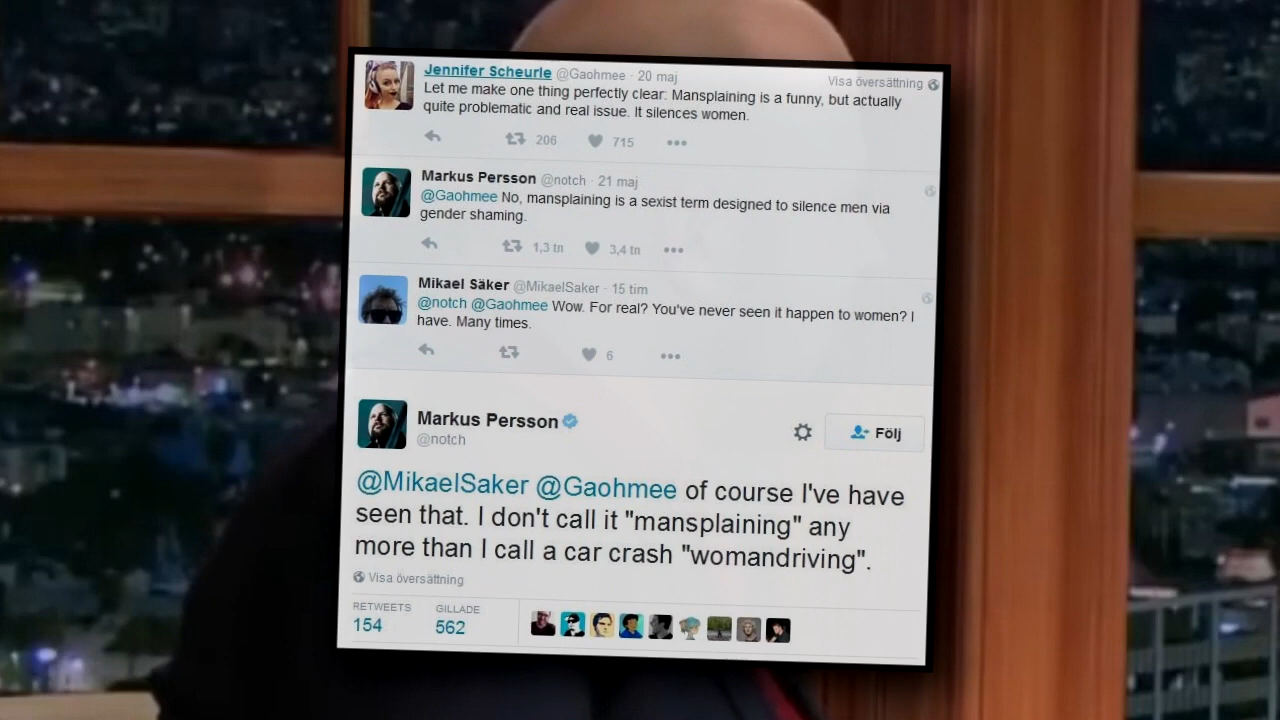 Jennifer Scheurle @Gaohmee · 20 maj
Visa översättning
Let me make one thing perfectly clear: Mansplaining is a funny, but actually
quite problematic and real issue. It silences women.
206 715
Markus Persson @notch · 21 maj
@Gaohmee No, mansplaining is a sexist term designed to silence men via
gender shaming.
1,3 tn 3,4 tn
Mikael Säker @MikaelSaker · 15 tim
@notch @Gaohmee Wow. For real? You've never seen it happen to women? I
have. Many times.
6
Markus Persson
@notch
Följ
@MikaelSaker @Gaohmee of course I've have
seen that. I don't call it "mansplaining" any
more than I call a car crash "womandriving".
Visa översättning
RETWEETS GILLADE
154 562